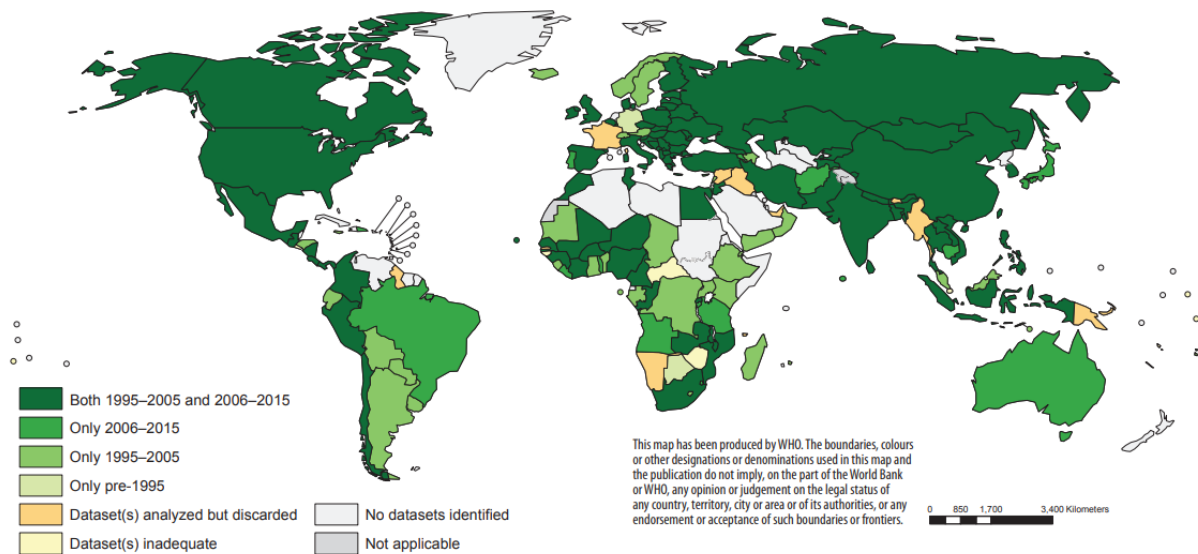 Both 1995–2005 and 2006–2015
Only 2006–2015
Only 1995–2005
Only pre-1995
Dataset(s) analyzed but discarded
Dataset(s) inadequate
No datasets identified
Not applicable
This map has been produced by WHO. The boundaries, colours
or other designations or denominations used in this map and
the publication do not imply, on the part of the World Bank
or WHO, any opinion or judgement on the legal status of
any country, territory, city or area or of its authorities, or any
endorsement or acceptance of such boundaries or frontiers.
0 850 1,700 3,400 Kilometers